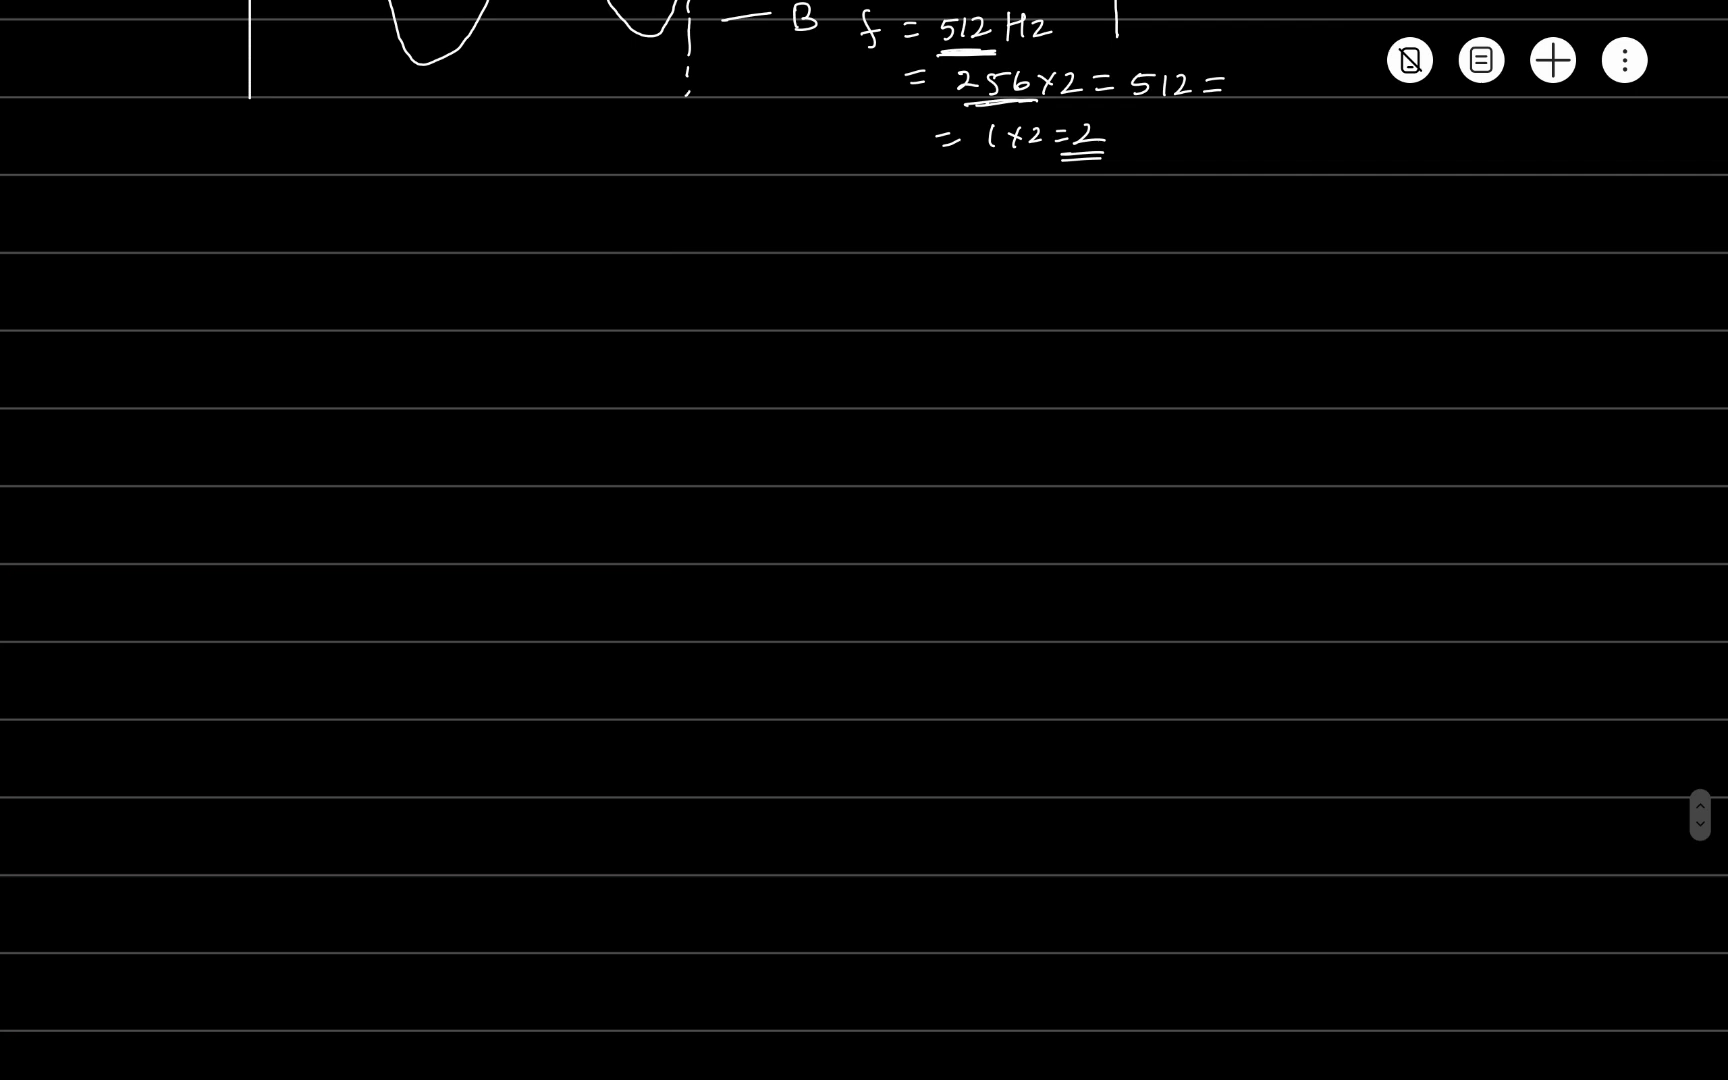 — B f = 512 Hz
= 256 x 2 = 512 =
= 1 x 2 = 2